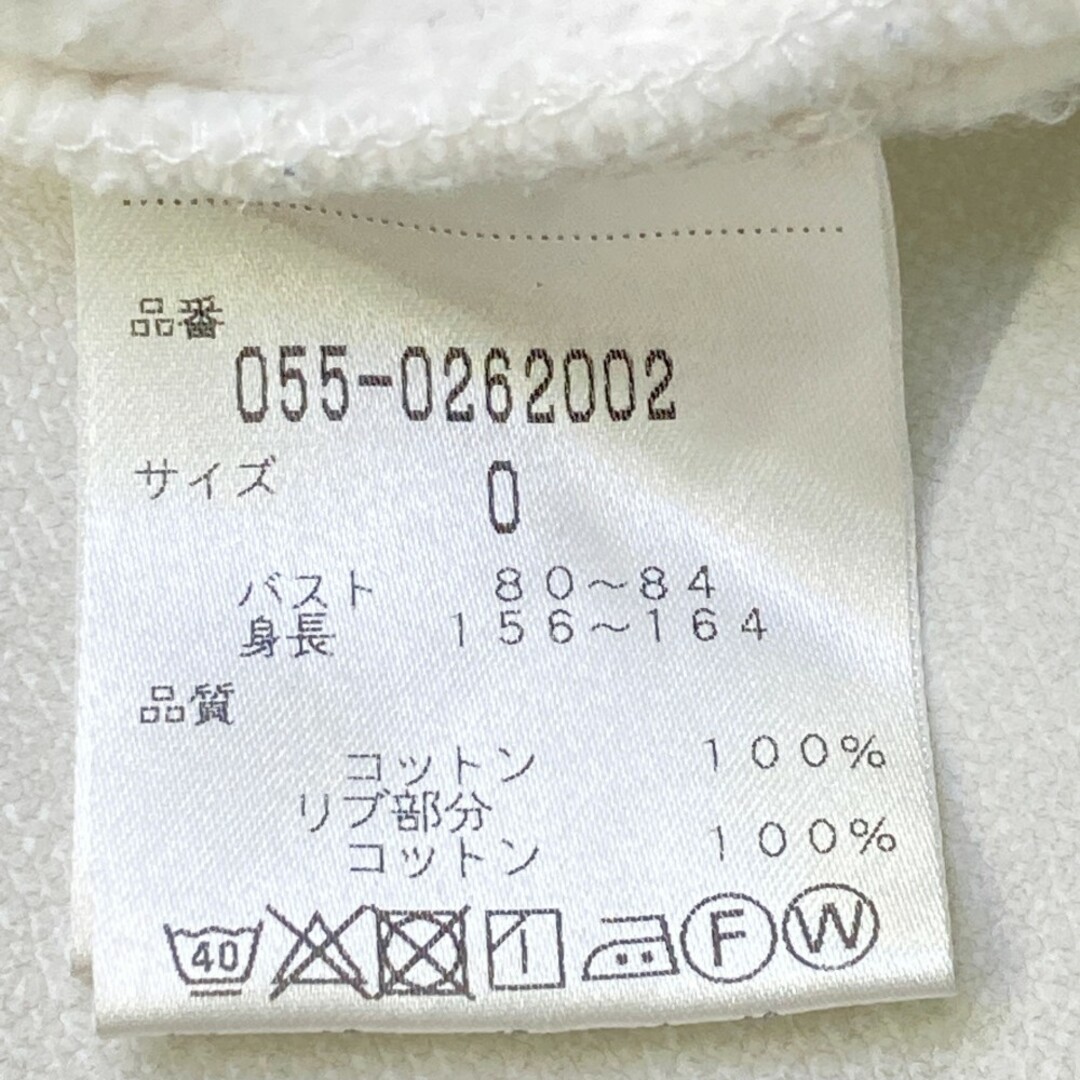 品番
055-0262002
サイズ 0
バスト 80～84
身長 156～164
品質
コットン 100%
リブ部分
コットン 100%
40 F W